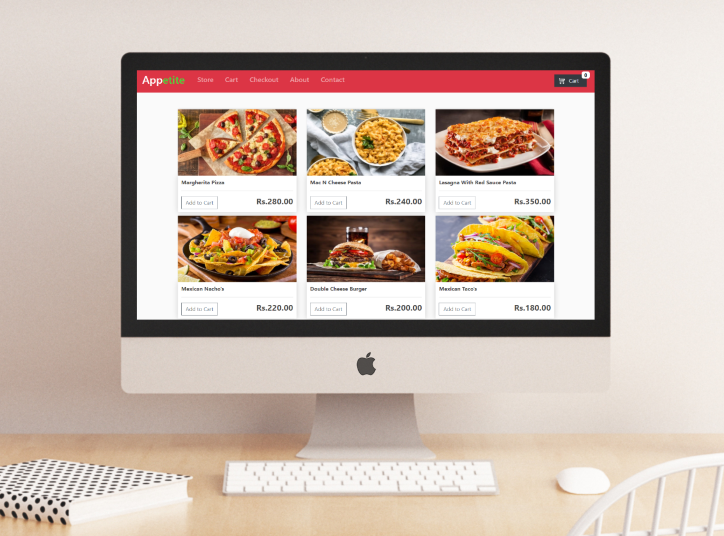 Appetite Store Cart Checkout About Contact Cart 0
Margherita Pizza Mac N Cheese Pasta Lasagna With Red Sauce Pasta
Add to Cart Rs.280.00 Add to Cart Rs.240.00 Add to Cart Rs.350.00
Mexican Nacho's Double Cheese Burger Mexican Taco's
Add to Cart Rs.220.00 Add to Cart Rs.200.00 Add to Cart Rs.180.00